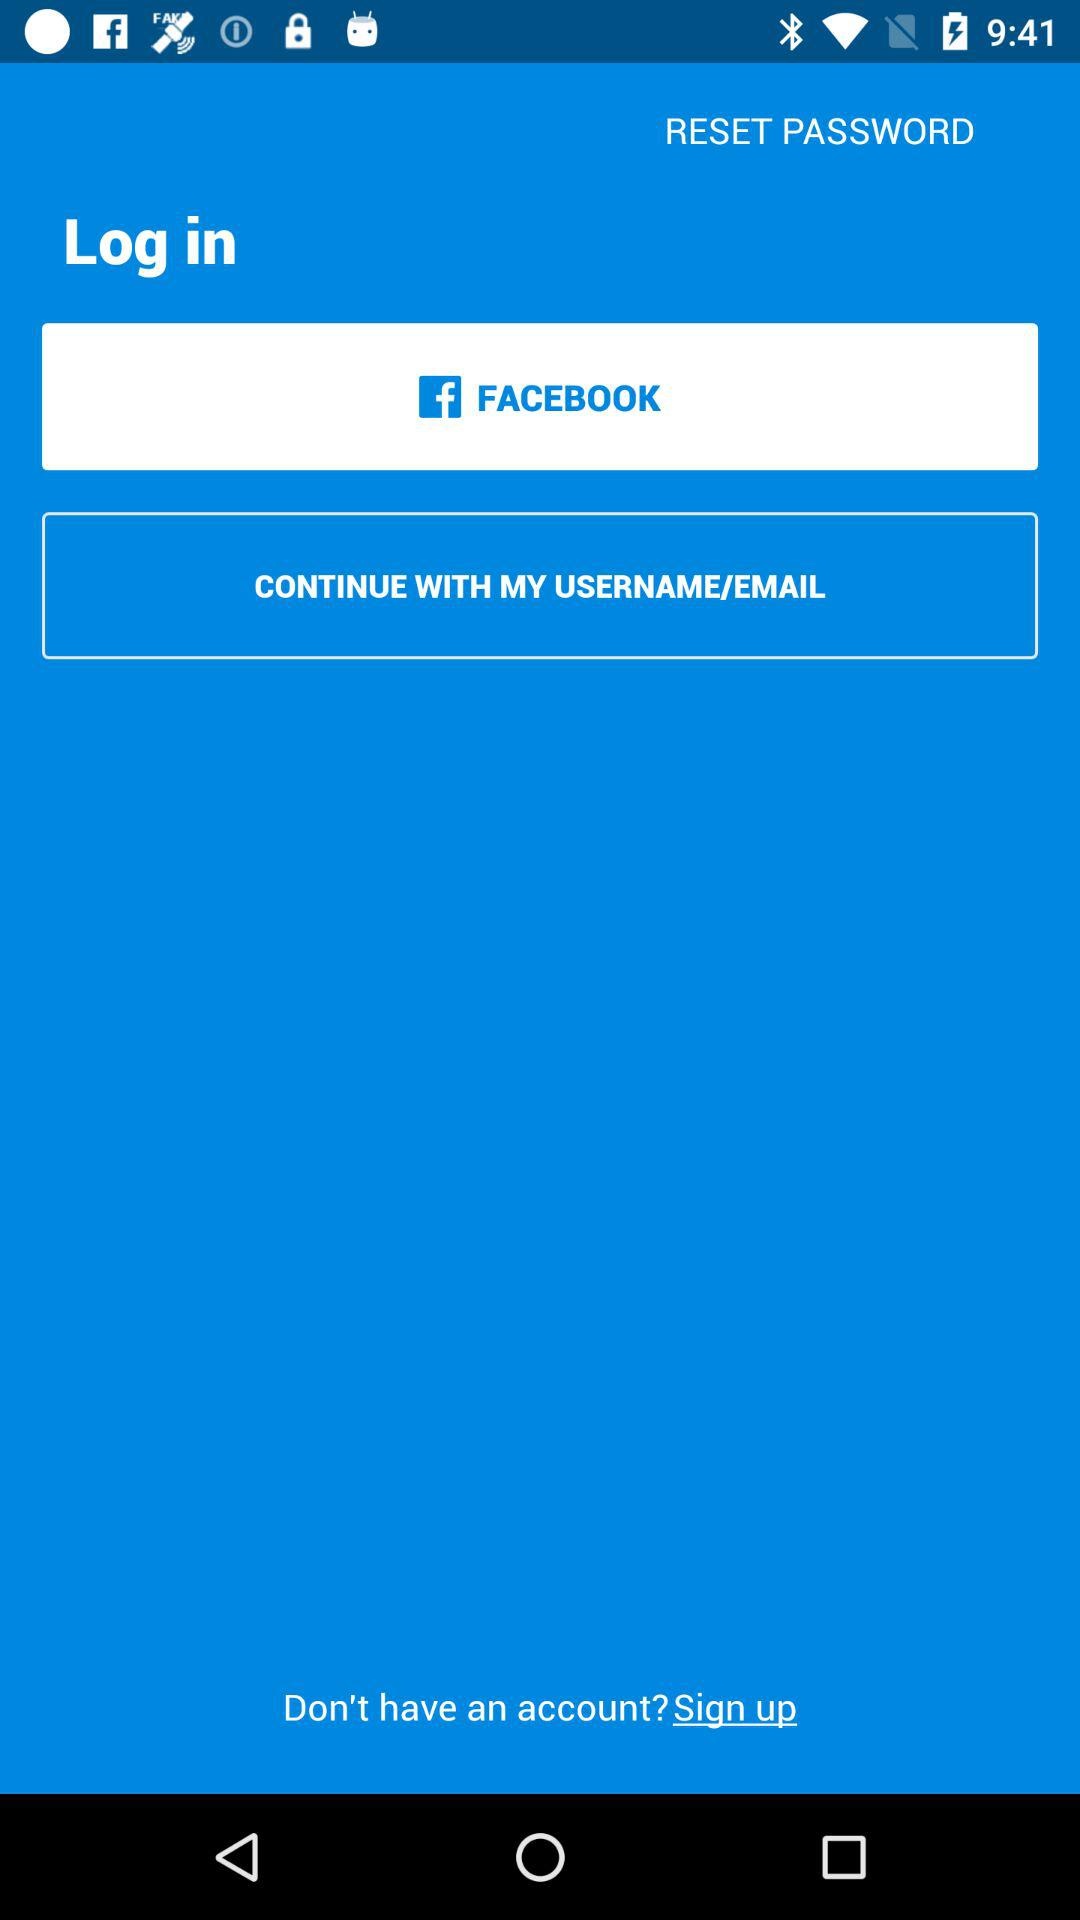 9:41
RESET PASSWORD
Log in
FACEBOOK
CONTINUE WITH MY USERNAME/EMAIL
Don't have an account? Sign up